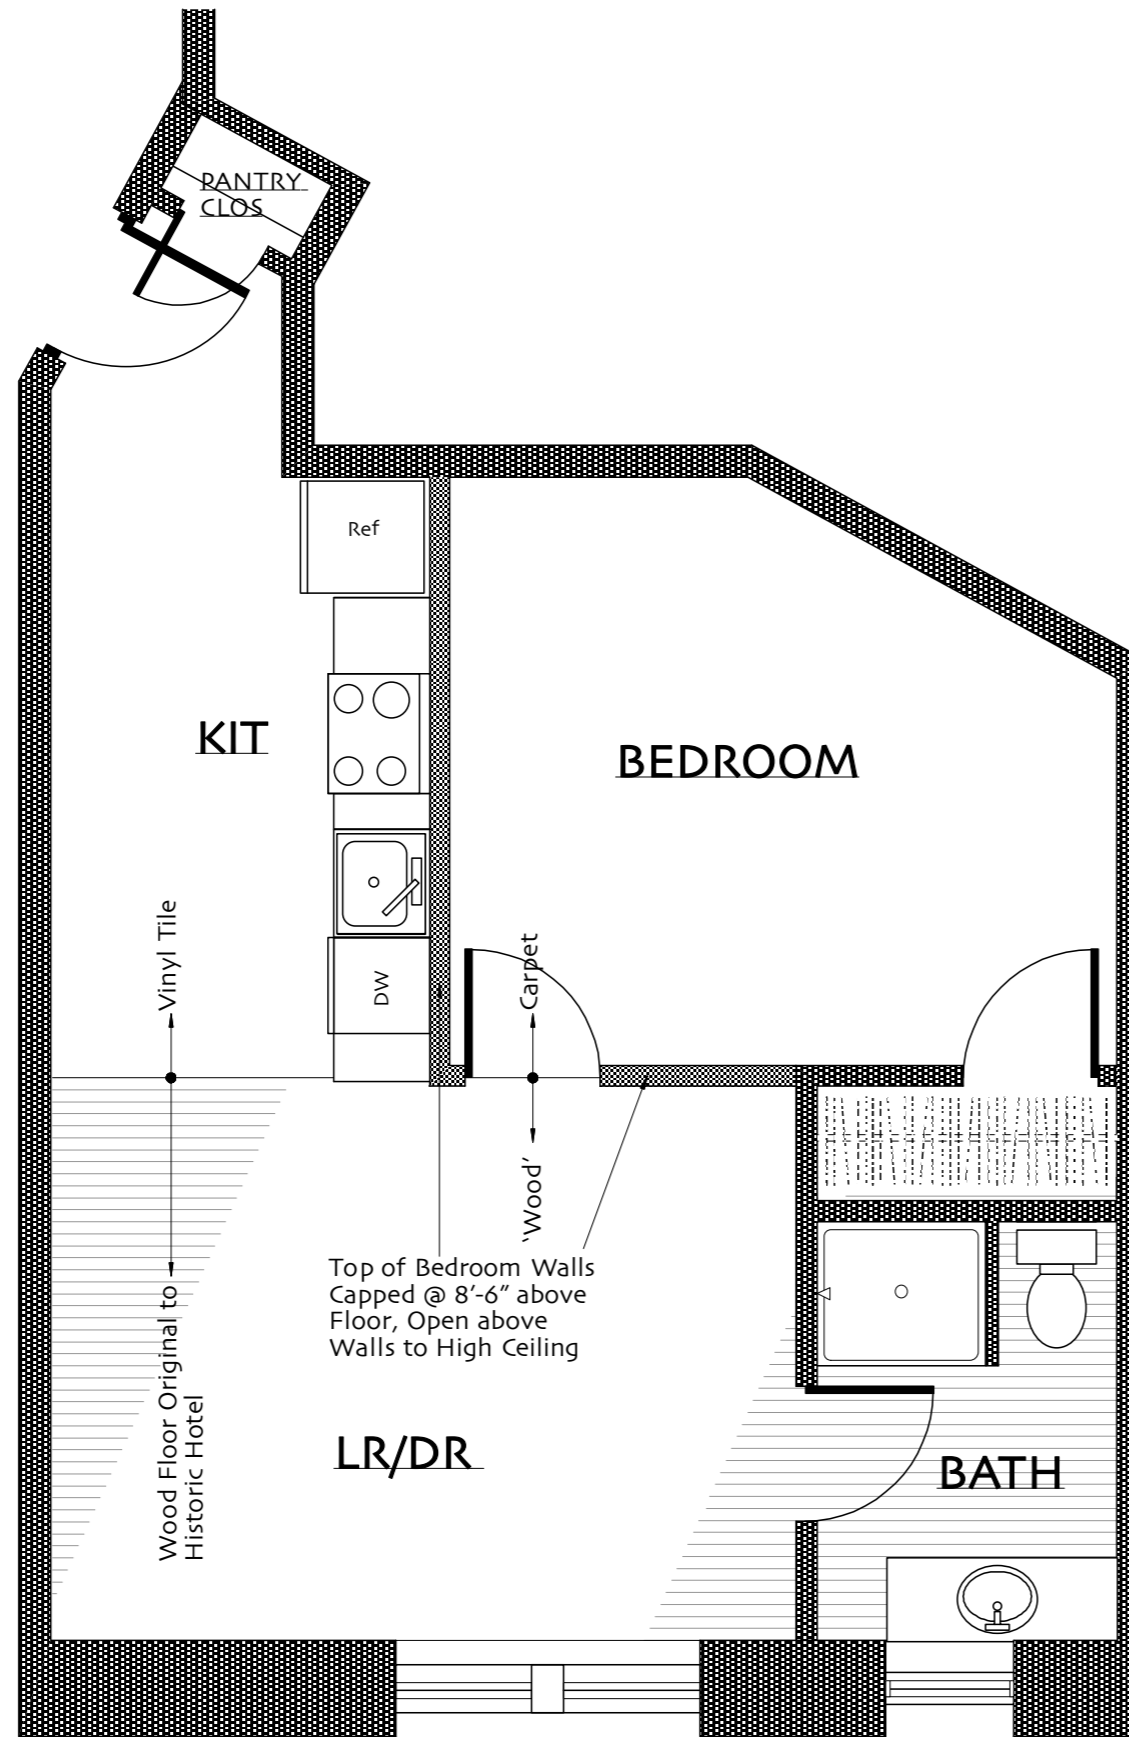 PANTRY
CLOS
Ref
KIT
BEDROOM
Vinyl Tile
DW
Carpet
'Wood'
Top of Bedroom Walls
Capped @ 8'-6" above
Floor, Open above
Walls to High Ceiling
Wood Floor Original to
Historic Hotel
LR/DR
BATH